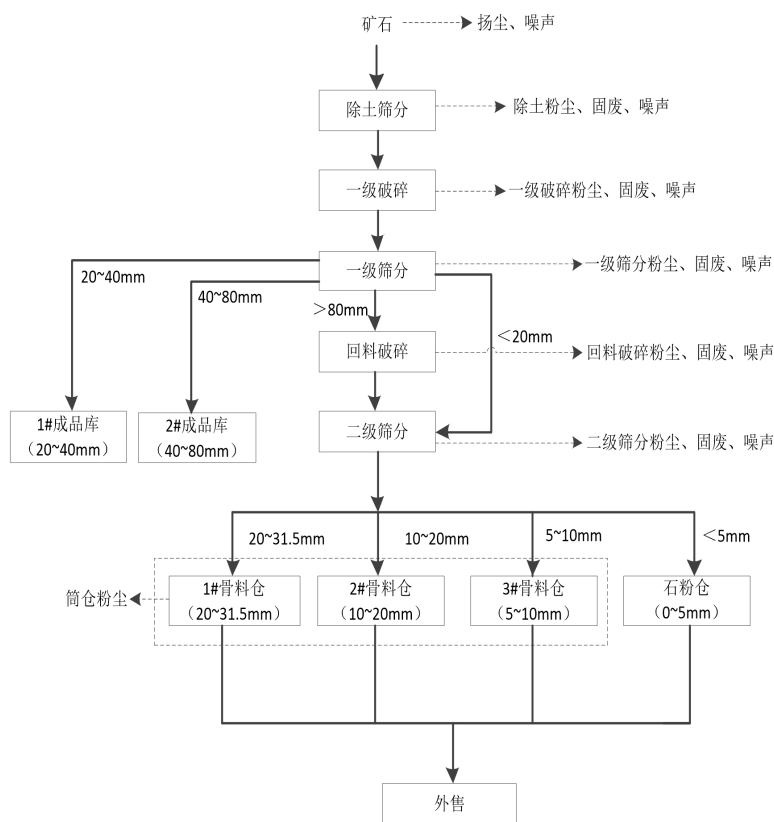 矿石
扬尘、噪声
除土筛分
除土粉尘、固废、噪声
一级破碎
一级破碎粉尘、固废、噪声
一级筛分
一级筛分粉尘、固废、噪声
20~40mm
40~80mm
＞80mm
＜20mm
回料破碎
回料破碎粉尘、固废、噪声
1#成品库
（20~40mm）
2#成品库
（40~80mm）
二级筛分
二级筛分粉尘、固废、噪声
20~31.5mm
10~20mm
5~10mm
＜5mm
筒仓粉尘
1#骨料仓
（20~31.5mm）
2#骨料仓
（10~20mm）
3#骨料仓
（5~10mm）
石粉仓
（0~5mm）
外售